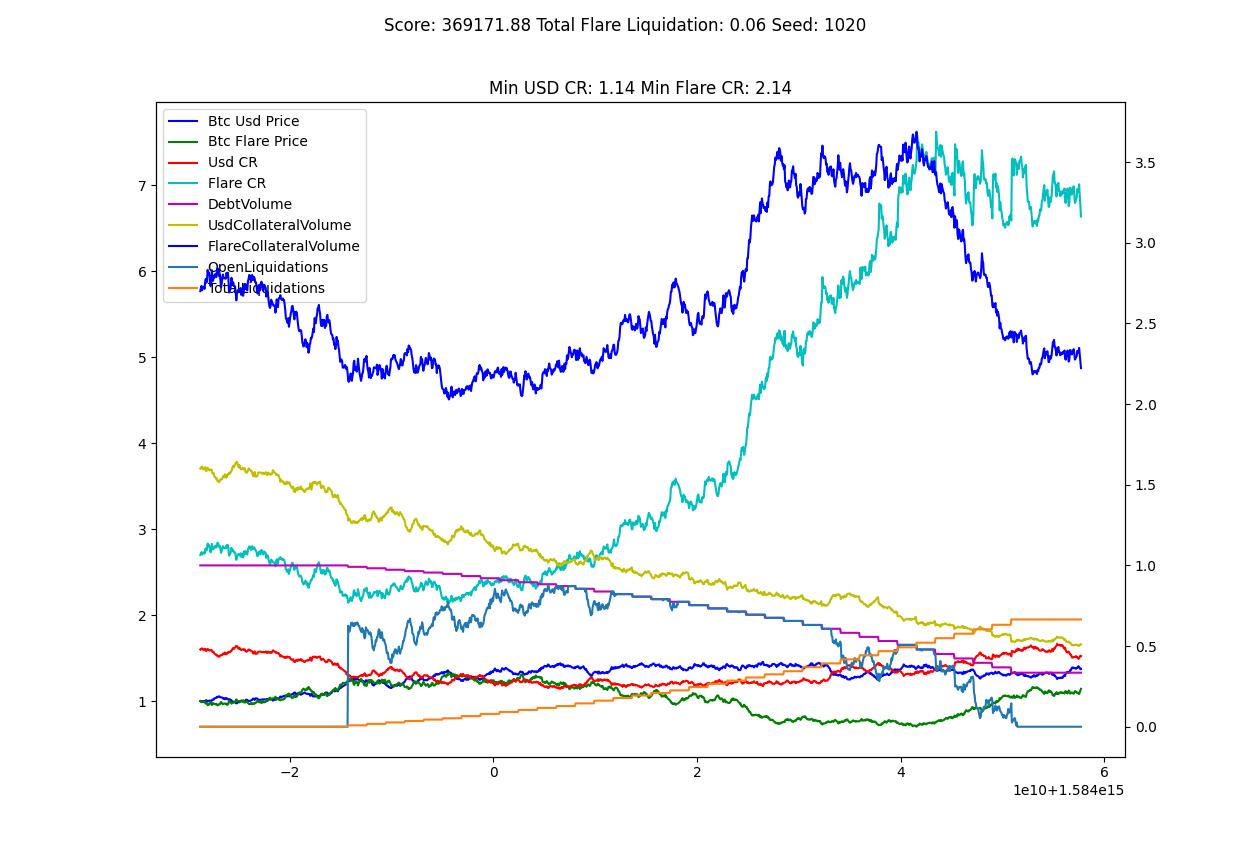 Score: 369171.88 Total Flare Liquidation: 0.06 Seed: 1020
Min USD CR: 1.14 Min Flare CR: 2.14
Btc Usd Price
Btc Flare Price
Usd CR
Flare CR
DebtVolume
UsdCollateralVolume
FlareCollateralVolume
OpenLiquidations
TotalLiquidations
7
6
5
4
3
2
1
3.5
3.0
2.5
2.0
1.5
1.0
0.5
0.0
−2 0 2 4 6
1e10+1.584e15